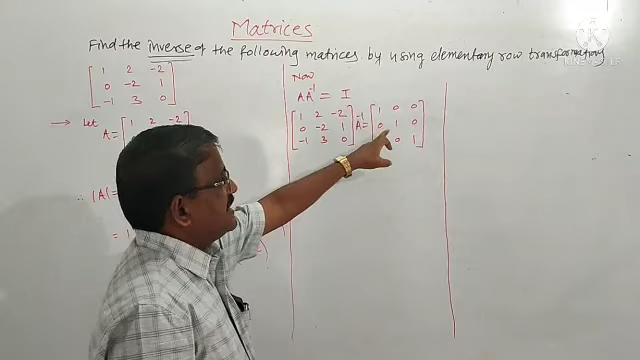 Matrices
Find the inverse of the following matrices by using elementary row transformations
1 2 -2
0 -2 1
-1 3 0
→ Let
A = 1 2 -2
∴ |A| =
= 1
Now
AA⁻¹ = I
1 2 -2 A⁻¹ = 1 0 0
0 -2 1 0 1 0
-1 3 0 0 1
KINEMASTER